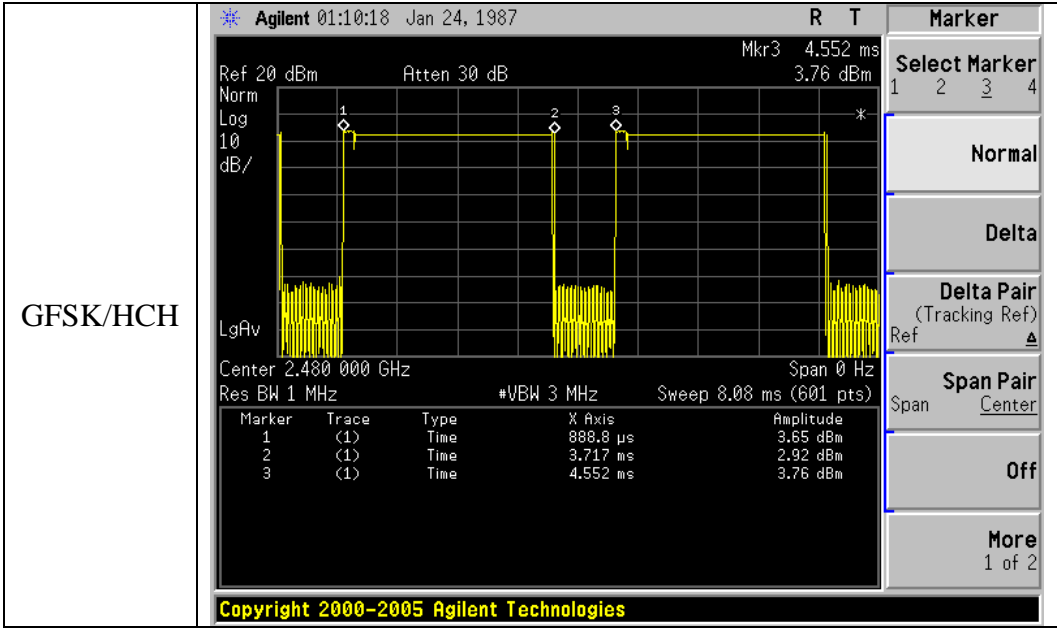 GFSK/HCH
Agilent 01:10:18 Jan 24, 1987 R T
Mkr3 4.552 ms
Ref 20 dBm Atten 30 dB 3.76 dBm
Norm
Log
10
dB/
1 2 3
*
LgAv
Center 2.480 000 GHz Span 0 Hz
Res BW 1 MHz #VBW 3 MHz Sweep 8.08 ms (601 pts)
Marker Trace Type X Axis Amplitude
1 (1) Time 888.8 µs 3.65 dBm
2 (1) Time 3.717 ms 2.92 dBm
3 (1) Time 4.552 ms 3.76 dBm
Copyright 2000-2005 Agilent Technologies
Marker
Select Marker
1 2 3 4
Normal
Delta
Delta Pair
(Tracking Ref)
Ref Δ
Span Pair
Span Center
Off
More
1 of 2